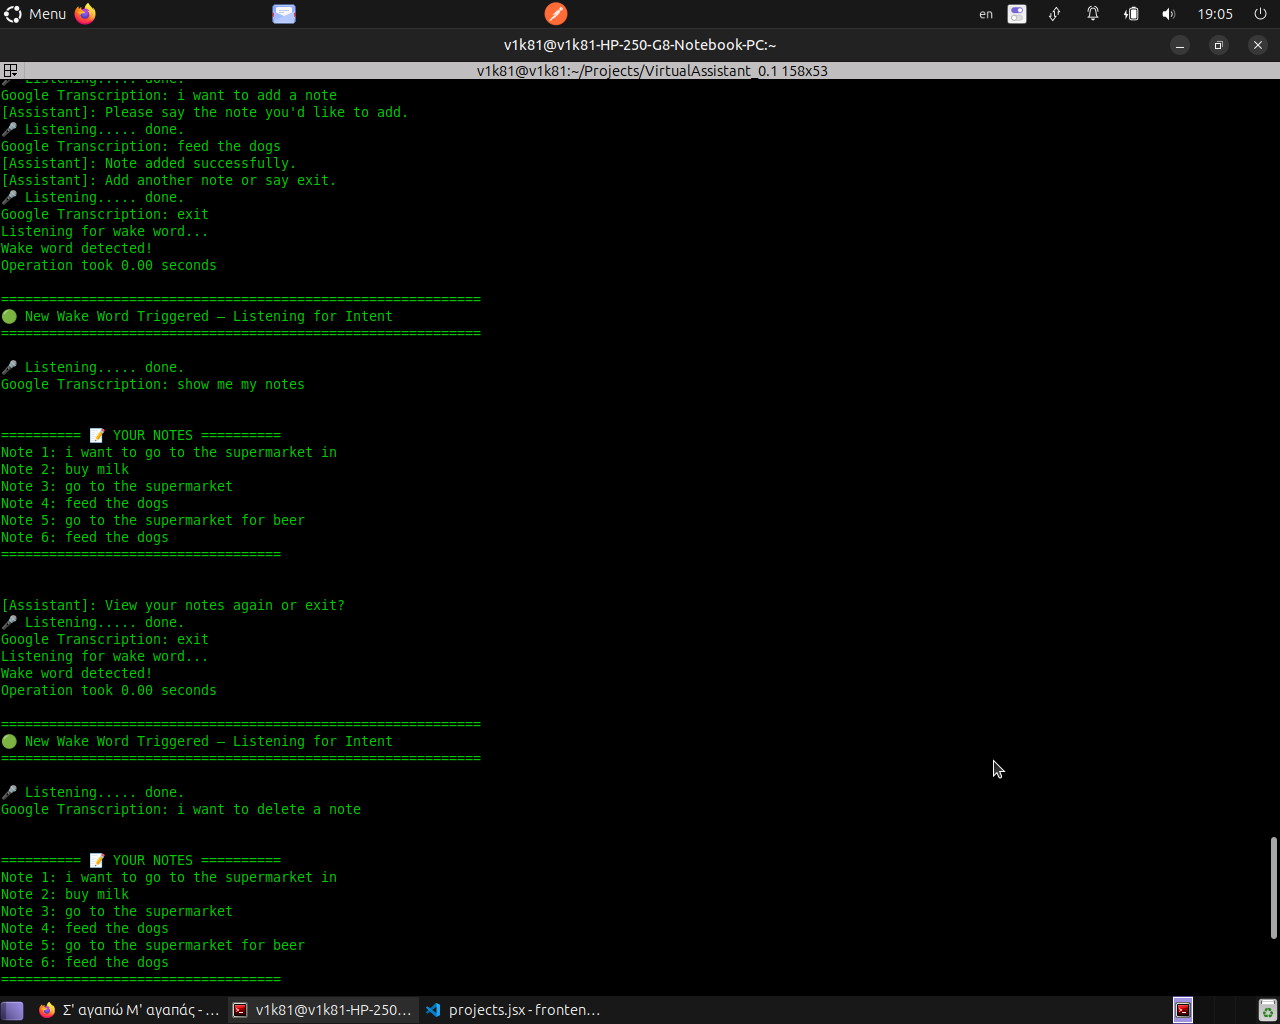 Menu
en
19:05
v1k81@v1k81-HP-250-G8-Notebook-PC:~
v1k81@v1k81:~/Projects/VirtualAssistant_0.1 158x53
🎤 Listening..... done.
Google Transcription: i want to add a note
[Assistant]: Please say the note you'd like to add.
🎤 Listening..... done.
Google Transcription: feed the dogs
[Assistant]: Note added successfully.
[Assistant]: Add another note or say exit.
🎤 Listening..... done.
Google Transcription: exit
Listening for wake word...
Wake word detected!
Operation took 0.00 seconds
============================================================
🟢 New Wake Word Triggered — Listening for Intent
============================================================
🎤 Listening..... done.
Google Transcription: show me my notes
========== 📝 YOUR NOTES ==========
Note 1: i want to go to the supermarket in
Note 2: buy milk
Note 3: go to the supermarket
Note 4: feed the dogs
Note 5: go to the supermarket for beer
Note 6: feed the dogs
===================================
[Assistant]: View your notes again or exit?
🎤 Listening..... done.
Google Transcription: exit
Listening for wake word...
Wake word detected!
Operation took 0.00 seconds
============================================================
🟢 New Wake Word Triggered — Listening for Intent
============================================================
🎤 Listening..... done.
Google Transcription: i want to delete a note
========== 📝 YOUR NOTES ==========
Note 1: i want to go to the supermarket in
Note 2: buy milk
Note 3: go to the supermarket
Note 4: feed the dogs
Note 5: go to the supermarket for beer
Note 6: feed the dogs
===================================
Σ' αγαπώ Μ' αγαπάς - ...
v1k81@v1k81-HP-250...
projects.jsx - fronten...